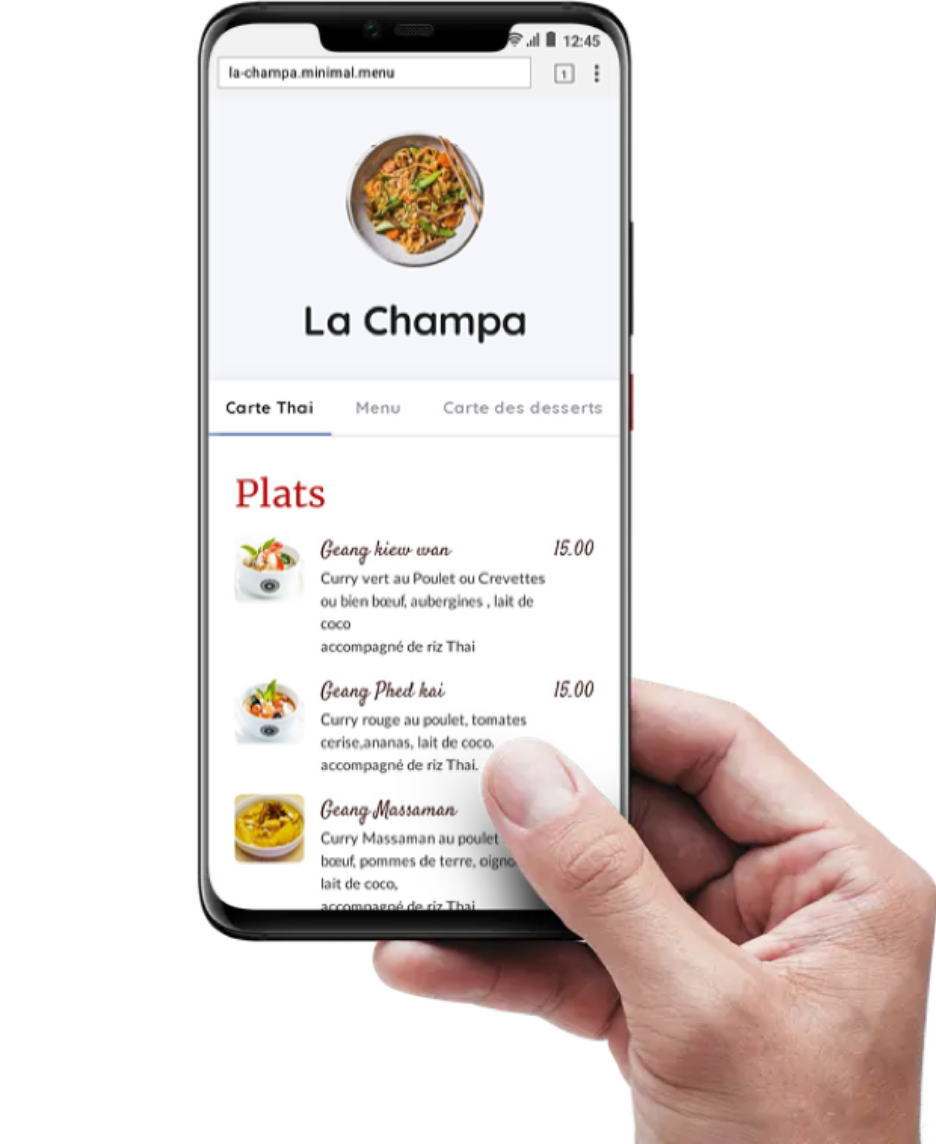 12:45
la-champa.minimal.menu
1
La Champa
Carte Thai Menu Carte des desserts
Plats
Geang kiew wan 15.00
Curry vert au Poulet ou Crevettes
ou bien bœuf, aubergines , lait de
coco
accompagné de riz Thai
Geang Phed kai 15.00
Curry rouge au poulet, tomates
cerise,ananas, lait de coco,
accompagné de riz Thai.
Geang Massaman
Curry Massaman au poulet
bœuf, pommes de terre,
lait de coco,
accompagné de riz Thai